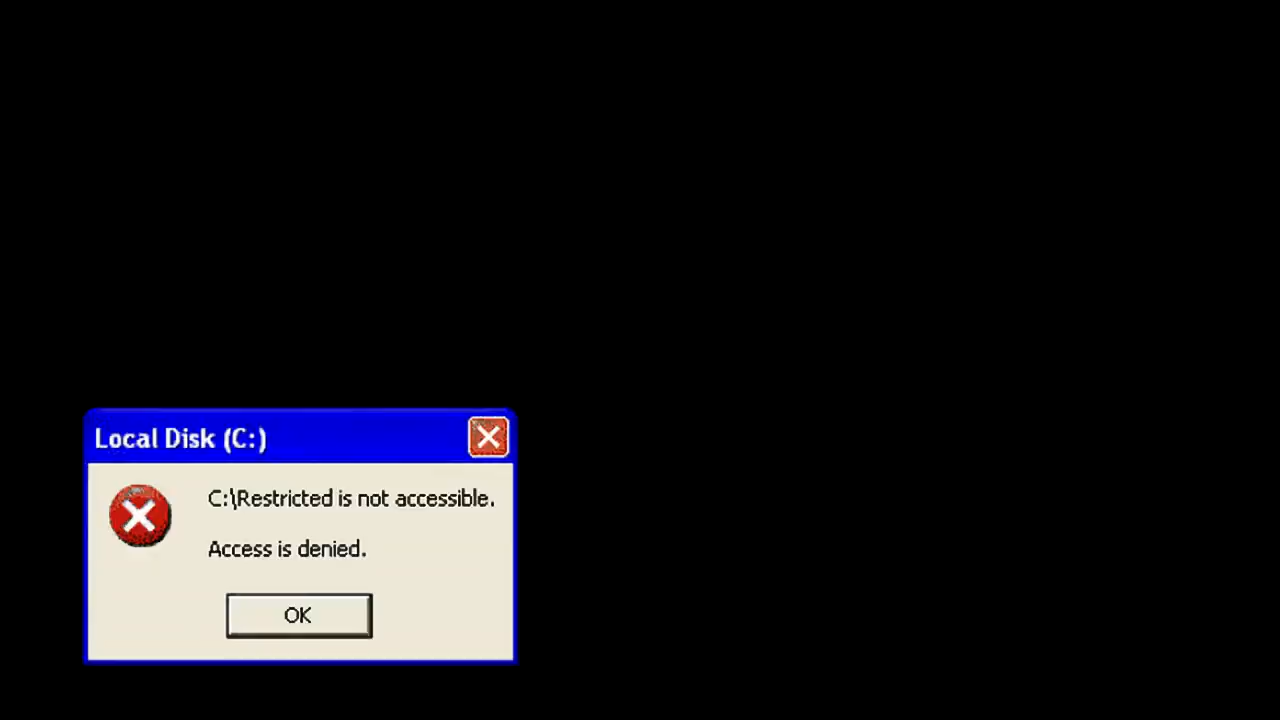 Local Disk (C:)
C:\Restricted is not accessible.
Access is denied.
OK